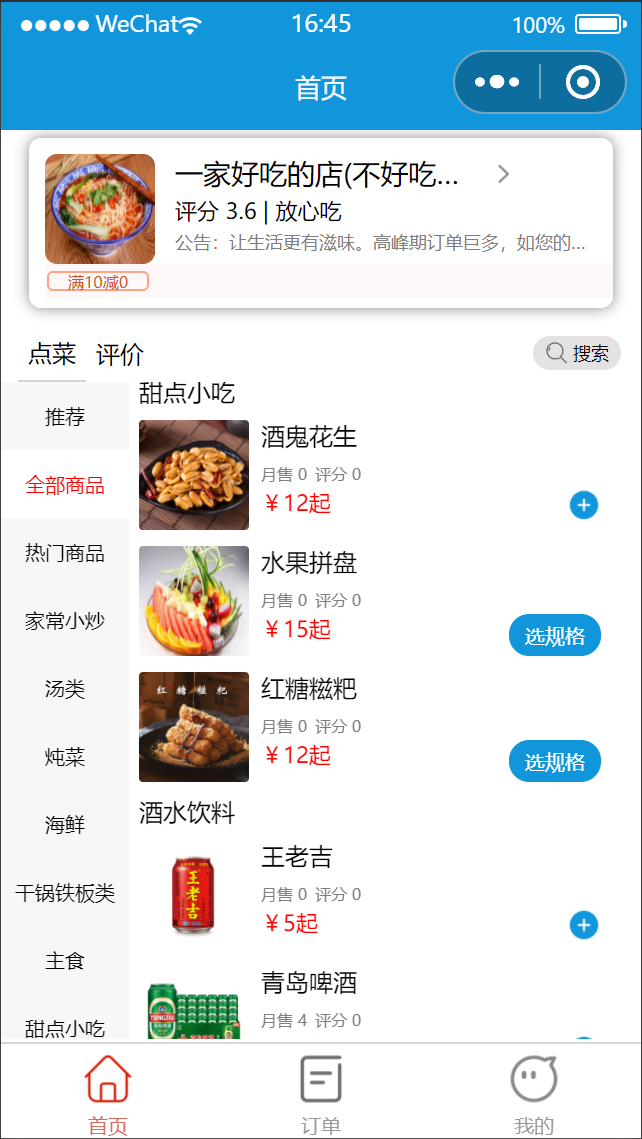 WeChat 16:45 100%
首页
一家好吃的店(不好吃...
评分 3.6 | 放心吃
公告：让生活更有滋味。高峰期订单巨多，如您的...
满10减0
点菜 评价 搜索
推荐
全部商品
热门商品
家常小炒
汤类
炖菜
海鲜
干锅铁板类
主食
甜点小吃
甜点小吃
酒鬼花生
月售 0 评分 0
￥12起
水果拼盘
月售 0 评分 0
￥15起
选规格
红糖糍粑
红糖糍粑
月售 0 评分 0
￥12起
选规格
酒水饮料
王老吉
王老吉
月售 0 评分 0
￥5起
青岛啤酒
TSINGTAO
月售 4 评分 0
首页 订单 我的